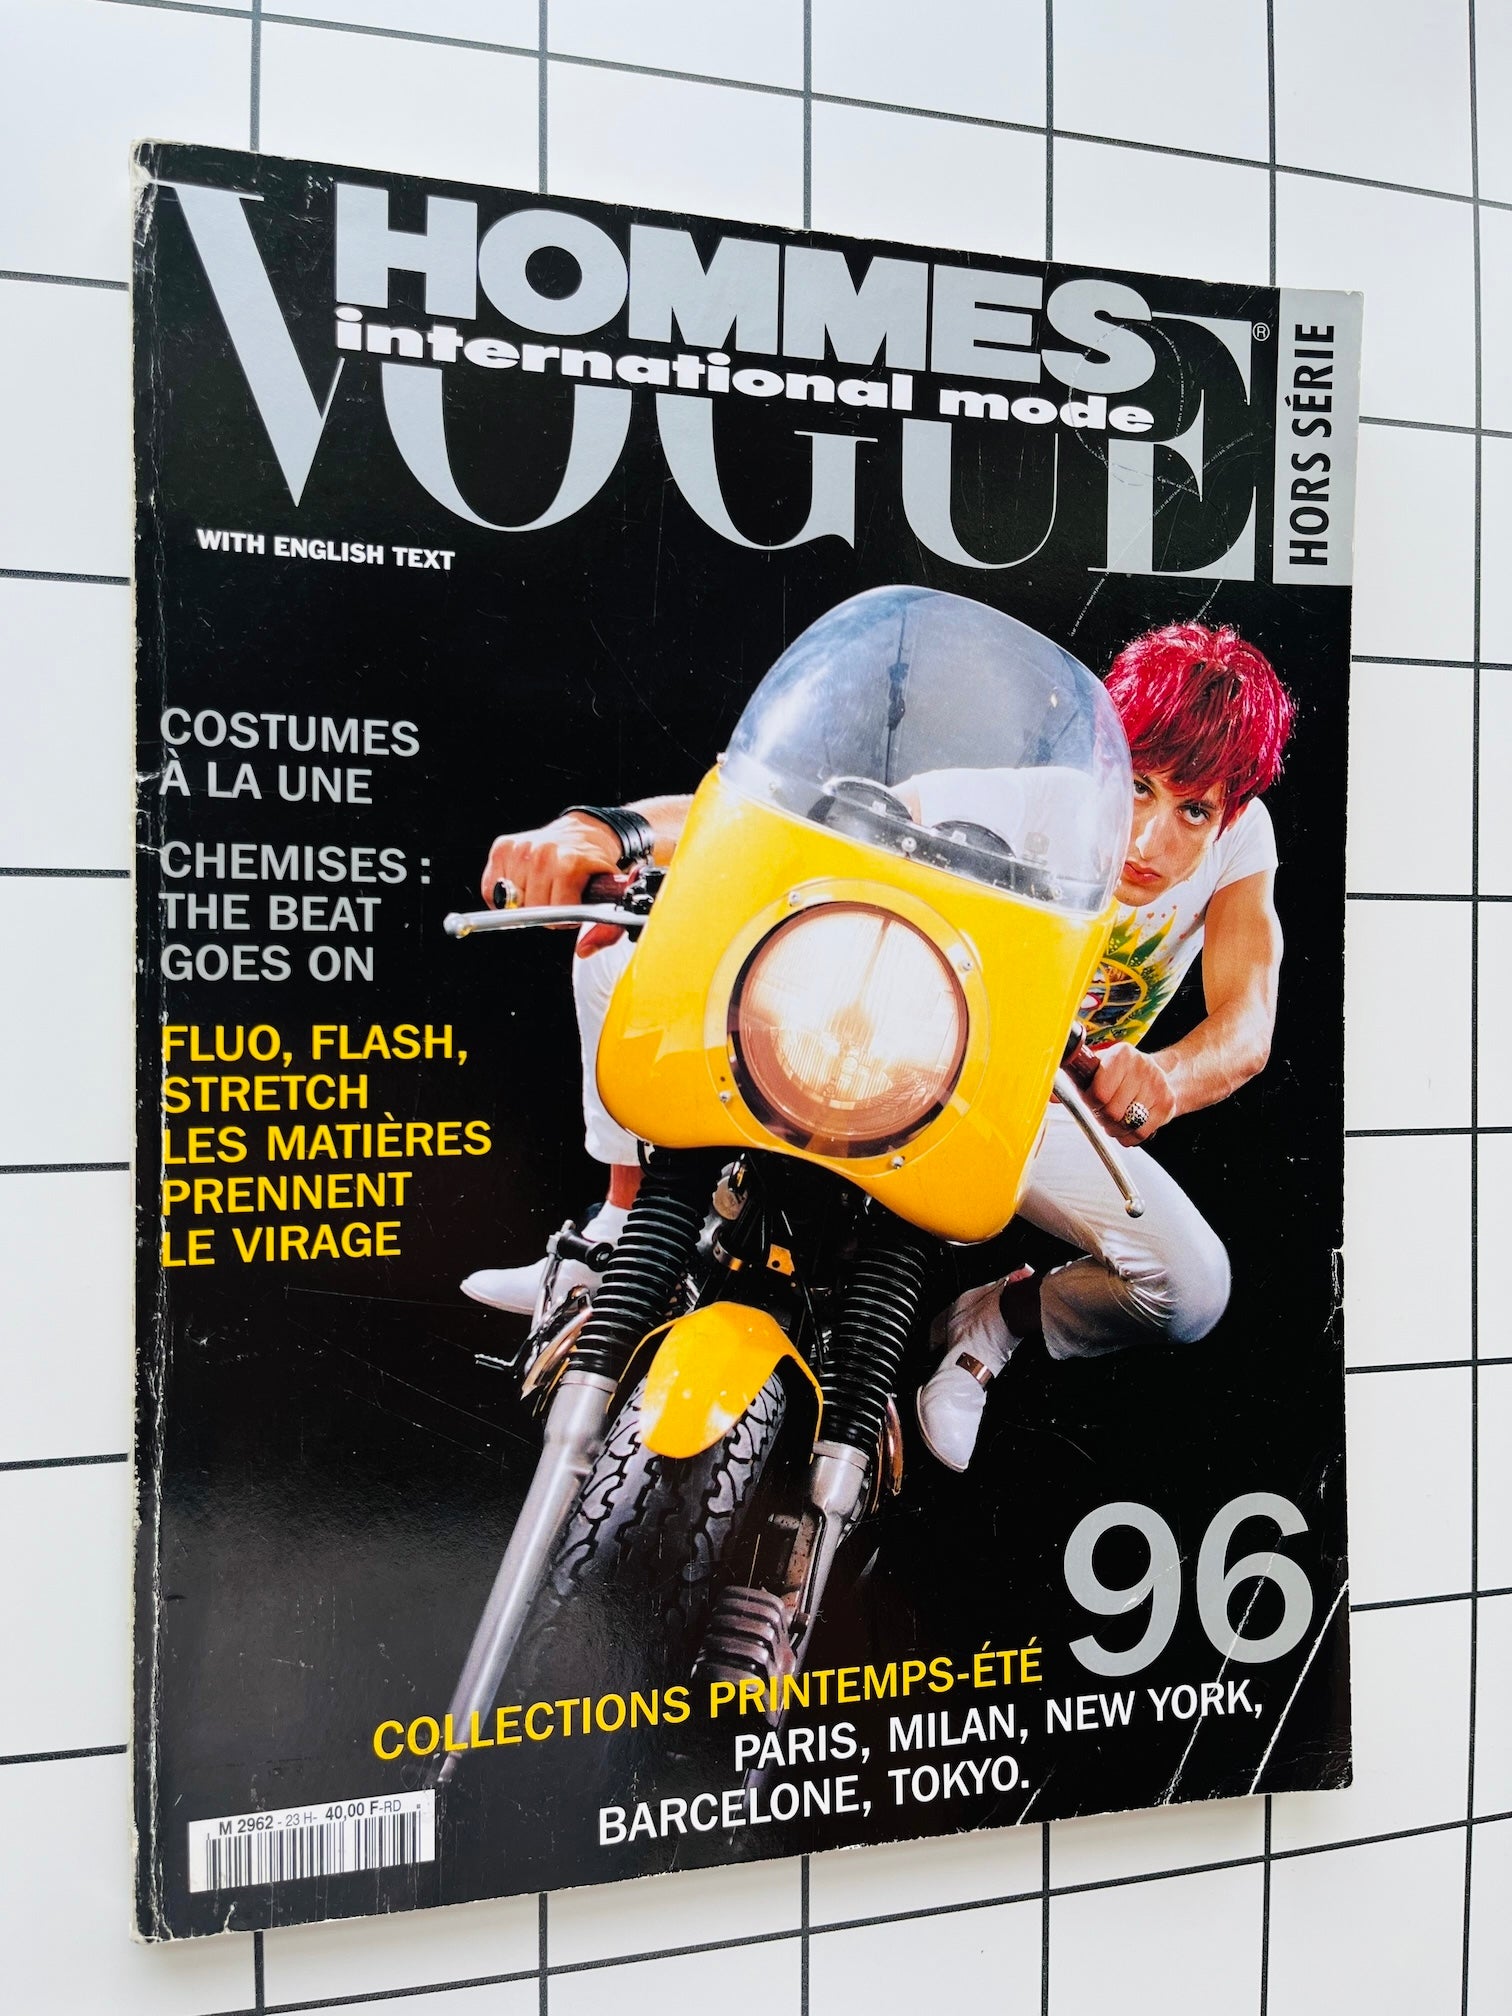 VOGUE
HOMMES
international mode
®
HORS SÉRIE
WITH ENGLISH TEXT
COSTUMES
À LA UNE
CHEMISES :
THE BEAT
GOES ON
FLUO, FLASH,
STRETCH
LES MATIÈRES
PRENNENT
LE VIRAGE
96
COLLECTIONS PRINTEMPS-ÉTÉ
PARIS, MILAN, NEW YORK,
BARCELONE, TOKYO.
M 2962 - 23 H- 40,00 F-RD